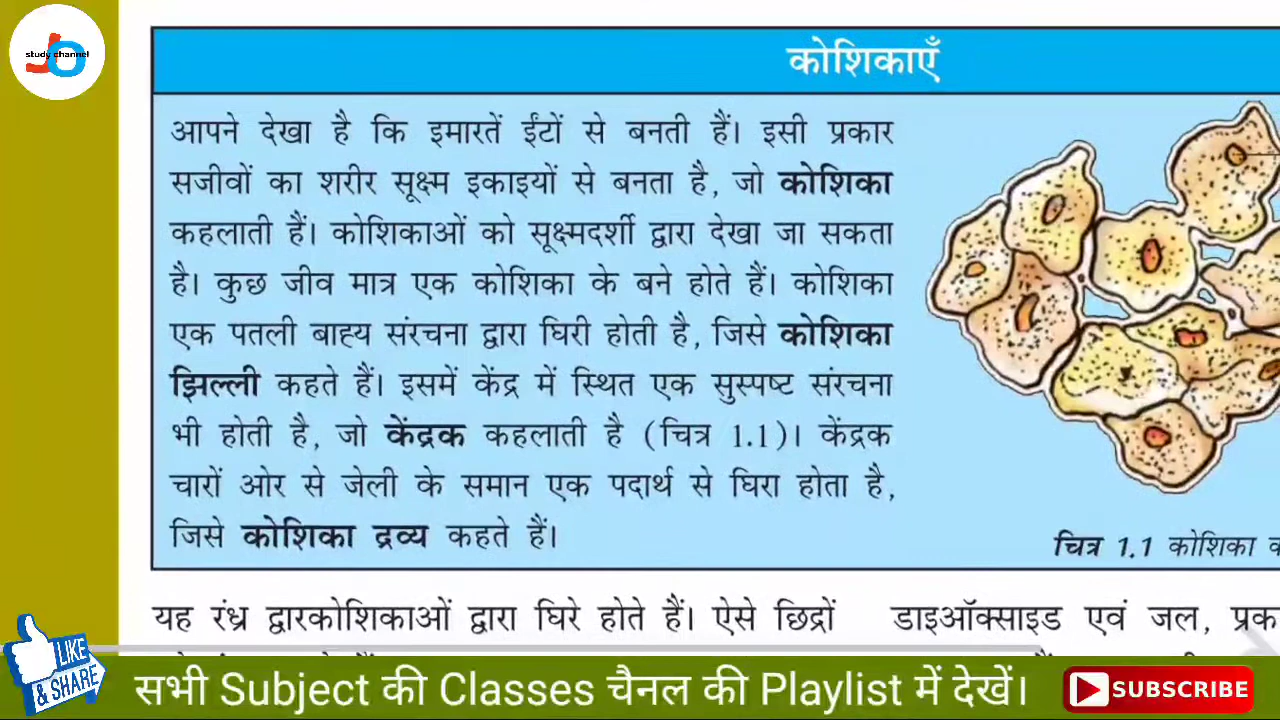 study channel
कोशिकाएँ
आपने देखा है कि इमारतें ईंटों से बनती हैं। इसी प्रकार
सजीवों का शरीर सूक्ष्म इकाइयों से बनता है, जो कोशिका
कहलाती हैं। कोशिकाओं को सूक्ष्मदर्शी द्वारा देखा जा सकता
है। कुछ जीव मात्र एक कोशिका के बने होते हैं। कोशिका
एक पतली बाह्य संरचना द्वारा घिरी होती है, जिसे कोशिका
झिल्ली कहते हैं। इसमें केंद्र में स्थित एक सुस्पष्ट संरचना
भी होती है, जो केंद्रक कहलाती है (चित्र 1.1)। केंद्रक
चारों ओर से जेली के समान एक पदार्थ से घिरा होता है,
जिसे कोशिका द्रव्य कहते हैं।
चित्र 1.1 कोशिका
यह रंध्र द्वारकोशिकाओं द्वारा घिरे होते हैं। ऐसे छिद्रों
डाइऑक्साइड एवं जल,
LIKE
& SHARE
सभी Subject की Classes चैनल की Playlist में देखें।
SUBSCRIBE